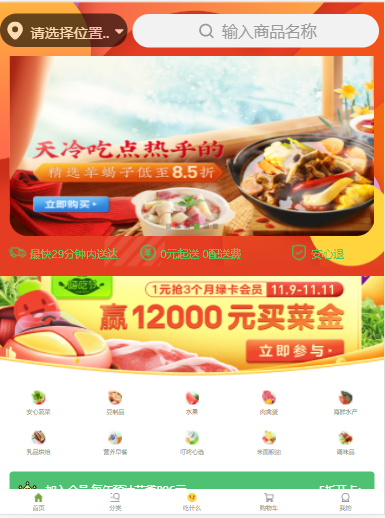 请选择位置..
输入商品名称
天冷吃点热乎的
精选羊蝎子低至8.5折
立即购买
最快29分钟内送达
0元起送 0配送费
安心退
1元抢3个月绿卡会员 11.9-11.11
赢12000元买菜金
立即参与
安心蔬菜
豆制品
水果
肉禽蛋
海鲜水产
乳品烘焙
营养早餐
叮咚心选
米面粮油
调味品
首页
分类
吃什么
购物车
我的